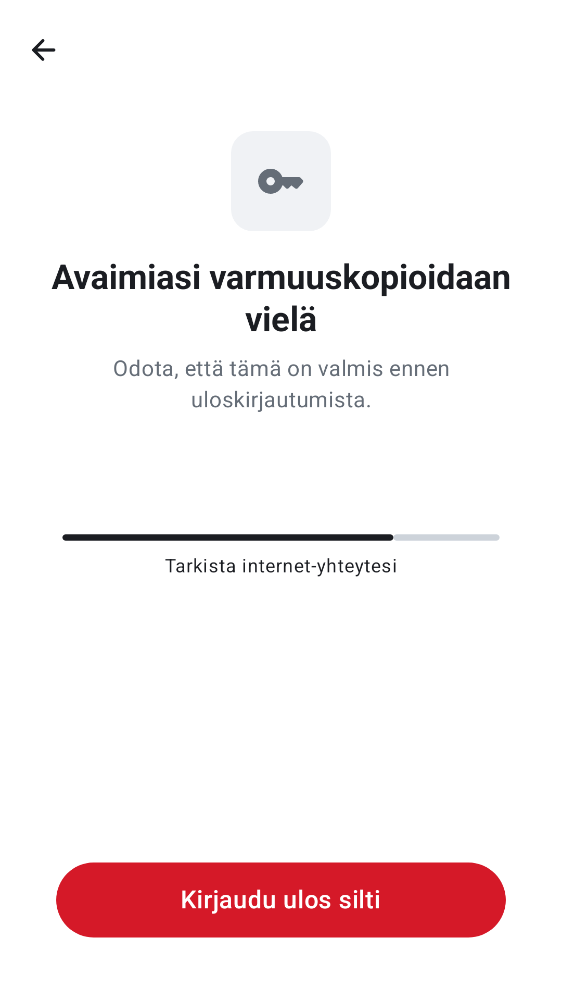 Avaimiasi varmuuskopioidaan
vielä
Odota, että tämä on valmis ennen
uloskirjautumista.
Tarkista internet-yhteytesi
Kirjaudu ulos silti